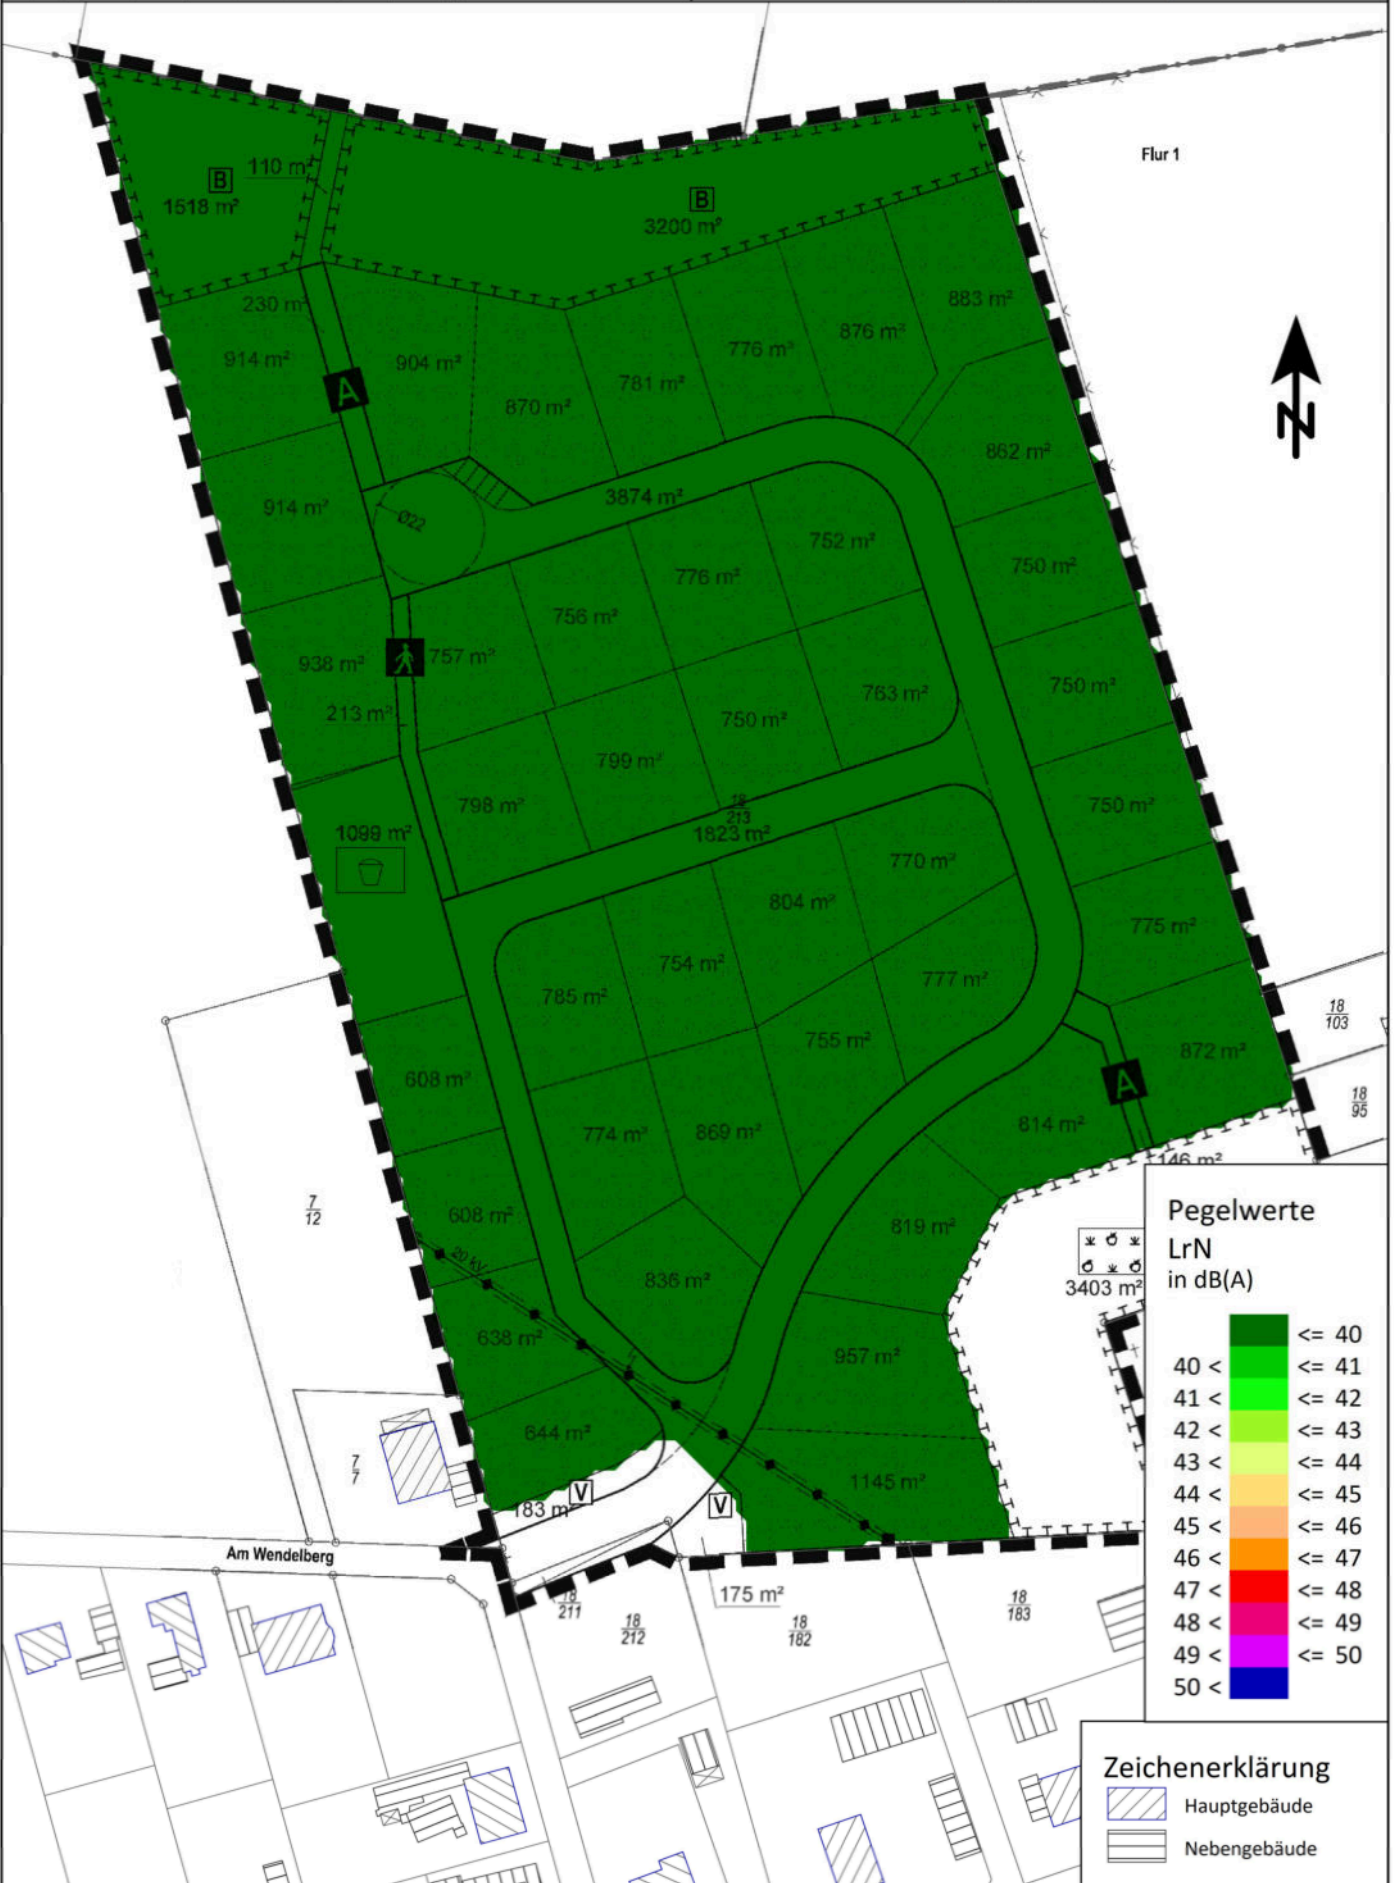 Flur 1
110 m²
B
1518 m²
B
3200 m²
230 m²
914 m²
A
904 m²
870 m²
781 m²
776 m²
876 m²
883 m²
N
862 m²
914 m²
Ø22
3874 m²
752 m²
776 m²
756 m²
750 m²
938 m²
757 m²
213 m²
763 m²
750 m²
750 m²
799 m²
798 m²
18
213
1823 m²
750 m²
1099 m²
770 m²
804 m²
775 m²
754 m²
785 m²
777 m²
755 m²
872 m²
18
103
18
95
608 m²
A
774 m²
869 m²
814 m²
146 m²
7
12
608 m²
819 m²
20 kV
836 m²
3403 m²
638 m²
957 m²
644 m²
7
7
1145 m²
183 m²
V
V
Am Wendelberg
175 m²
18
211
18
212
18
182
18
183
Pegelwerte
LrN
in dB(A)
<= 40
40 < <= 41
41 < <= 42
42 < <= 43
43 < <= 44
44 < <= 45
45 < <= 46
46 < <= 47
47 < <= 48
48 < <= 49
49 < <= 50
50 <
Zeichenerklärung
Hauptgebäude
Nebengebäude